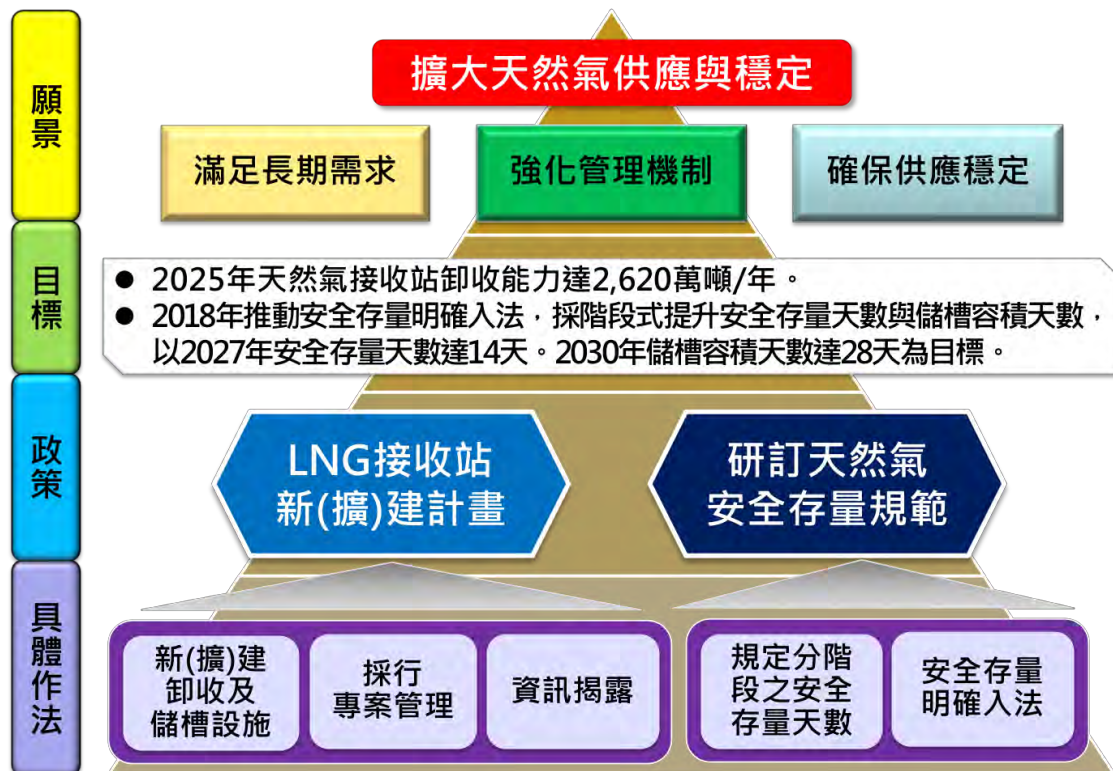 願景
擴大天然氣供應與穩定
滿足長期需求
強化管理機制
確保供應穩定
目標
● 2025年天然氣接收站卸收能力達2,620萬噸/年。
● 2018年推動安全存量明確入法，採階段式提升安全存量天數與儲槽容積天數，
以2027年安全存量天數達14天。2030年儲槽容積天數達28天為目標。
政策
LNG接收站
新(擴)建計畫
研訂天然氣
安全存量規範
具體作法
新(擴)建
卸收及
儲槽設施
採行
專案管理
資訊揭露
規定分階
段之安全
存量天數
安全存量
明確入法